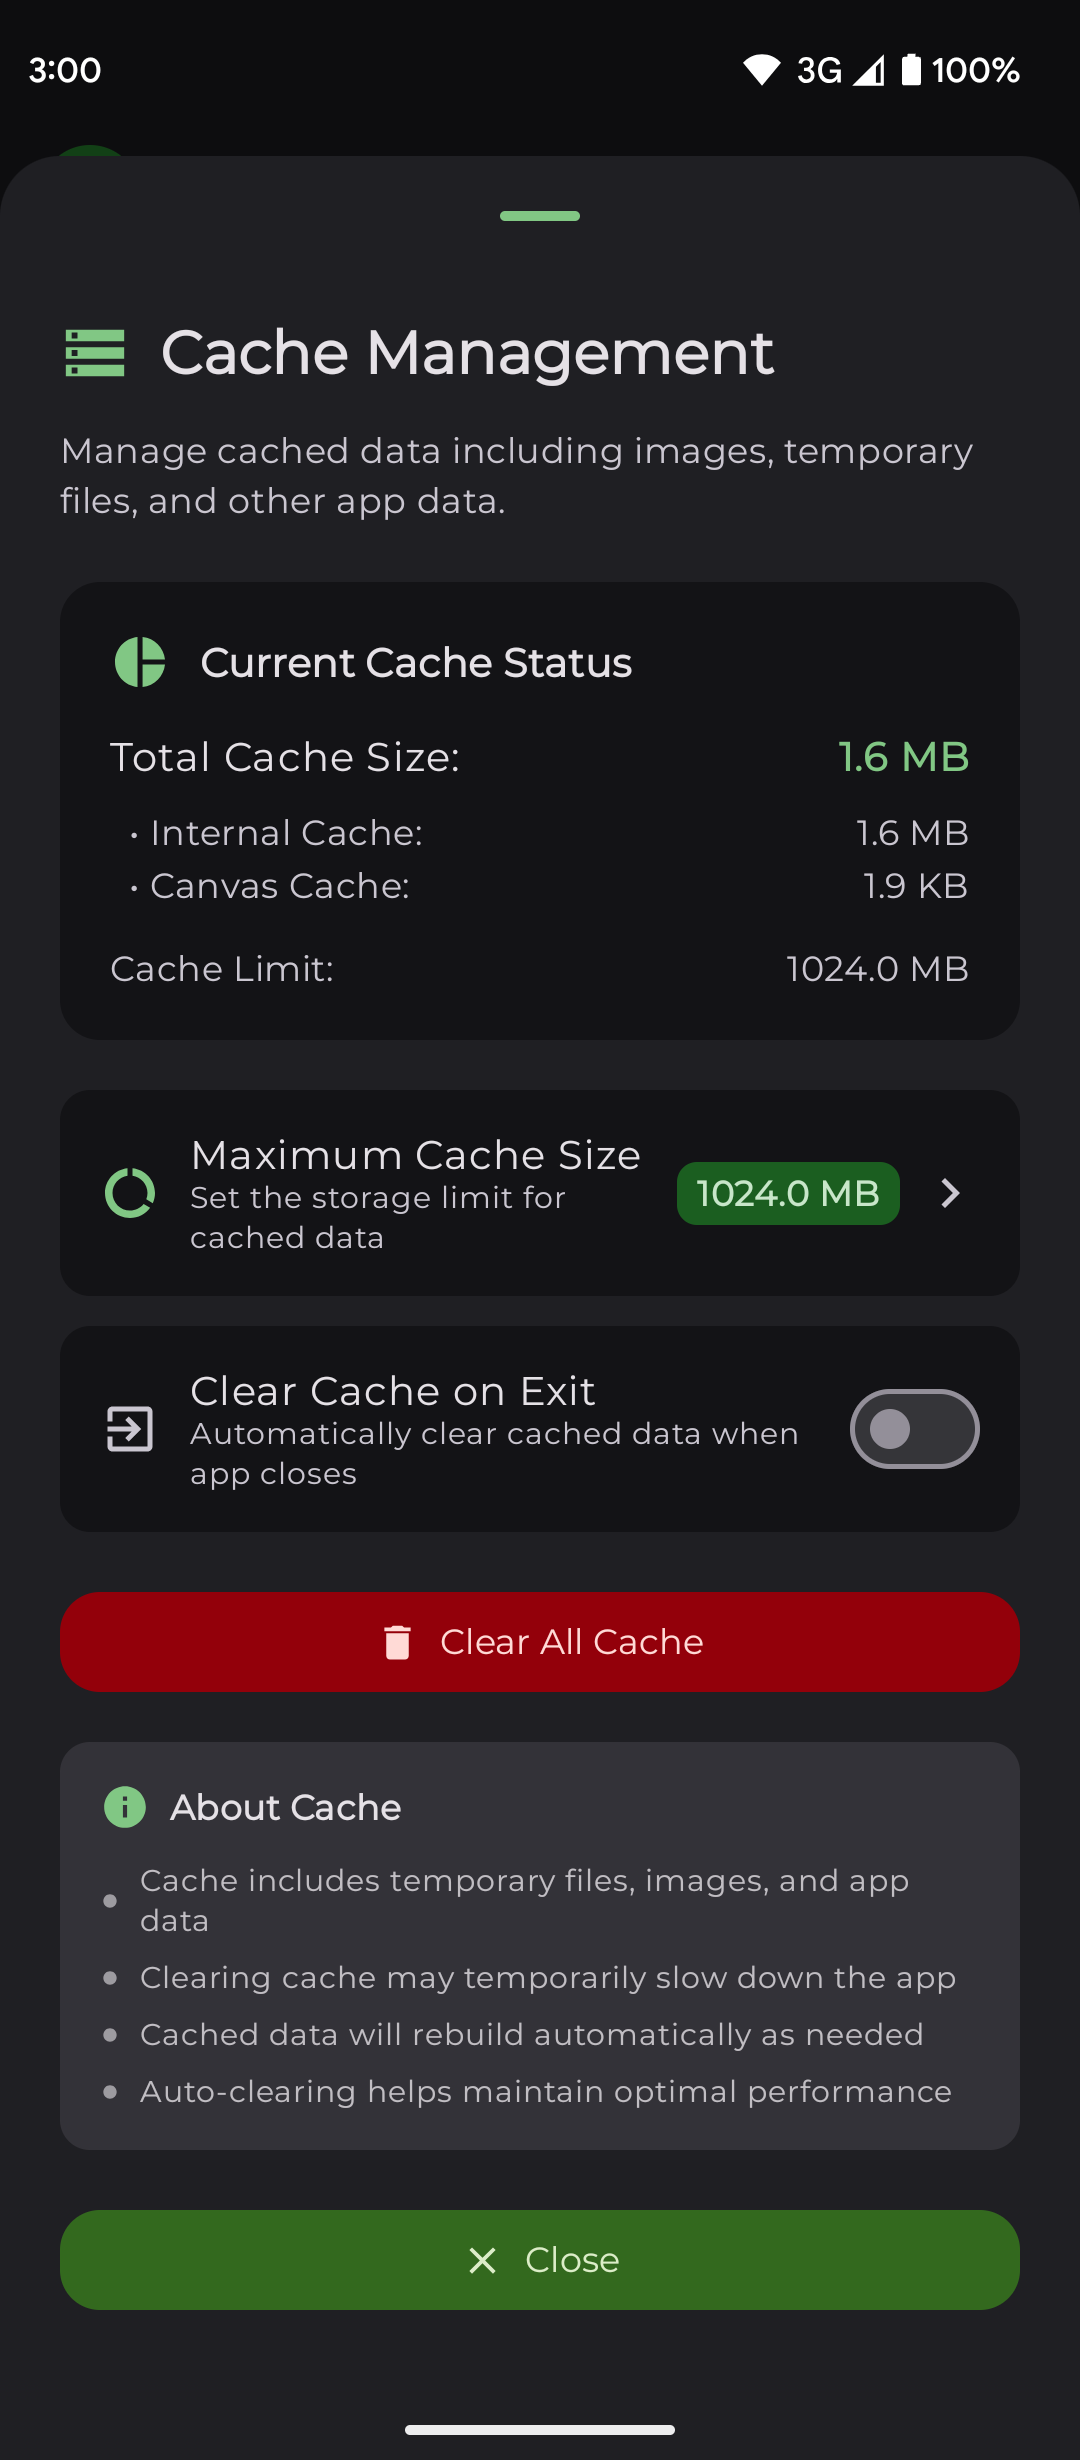 3:00
3G 100%
Cache Management
Manage cached data including images, temporary
files, and other app data.
Current Cache Status
Total Cache Size: 1.6 MB
• Internal Cache: 1.6 MB
• Canvas Cache: 1.9 KB
Cache Limit: 1024.0 MB
Maximum Cache Size
Set the storage limit for
cached data
1024.0 MB
Clear Cache on Exit
Automatically clear cached data when
app closes
Clear All Cache
About Cache
• Cache includes temporary files, images, and app
data
• Clearing cache may temporarily slow down the app
• Cached data will rebuild automatically as needed
• Auto-clearing helps maintain optimal performance
Close